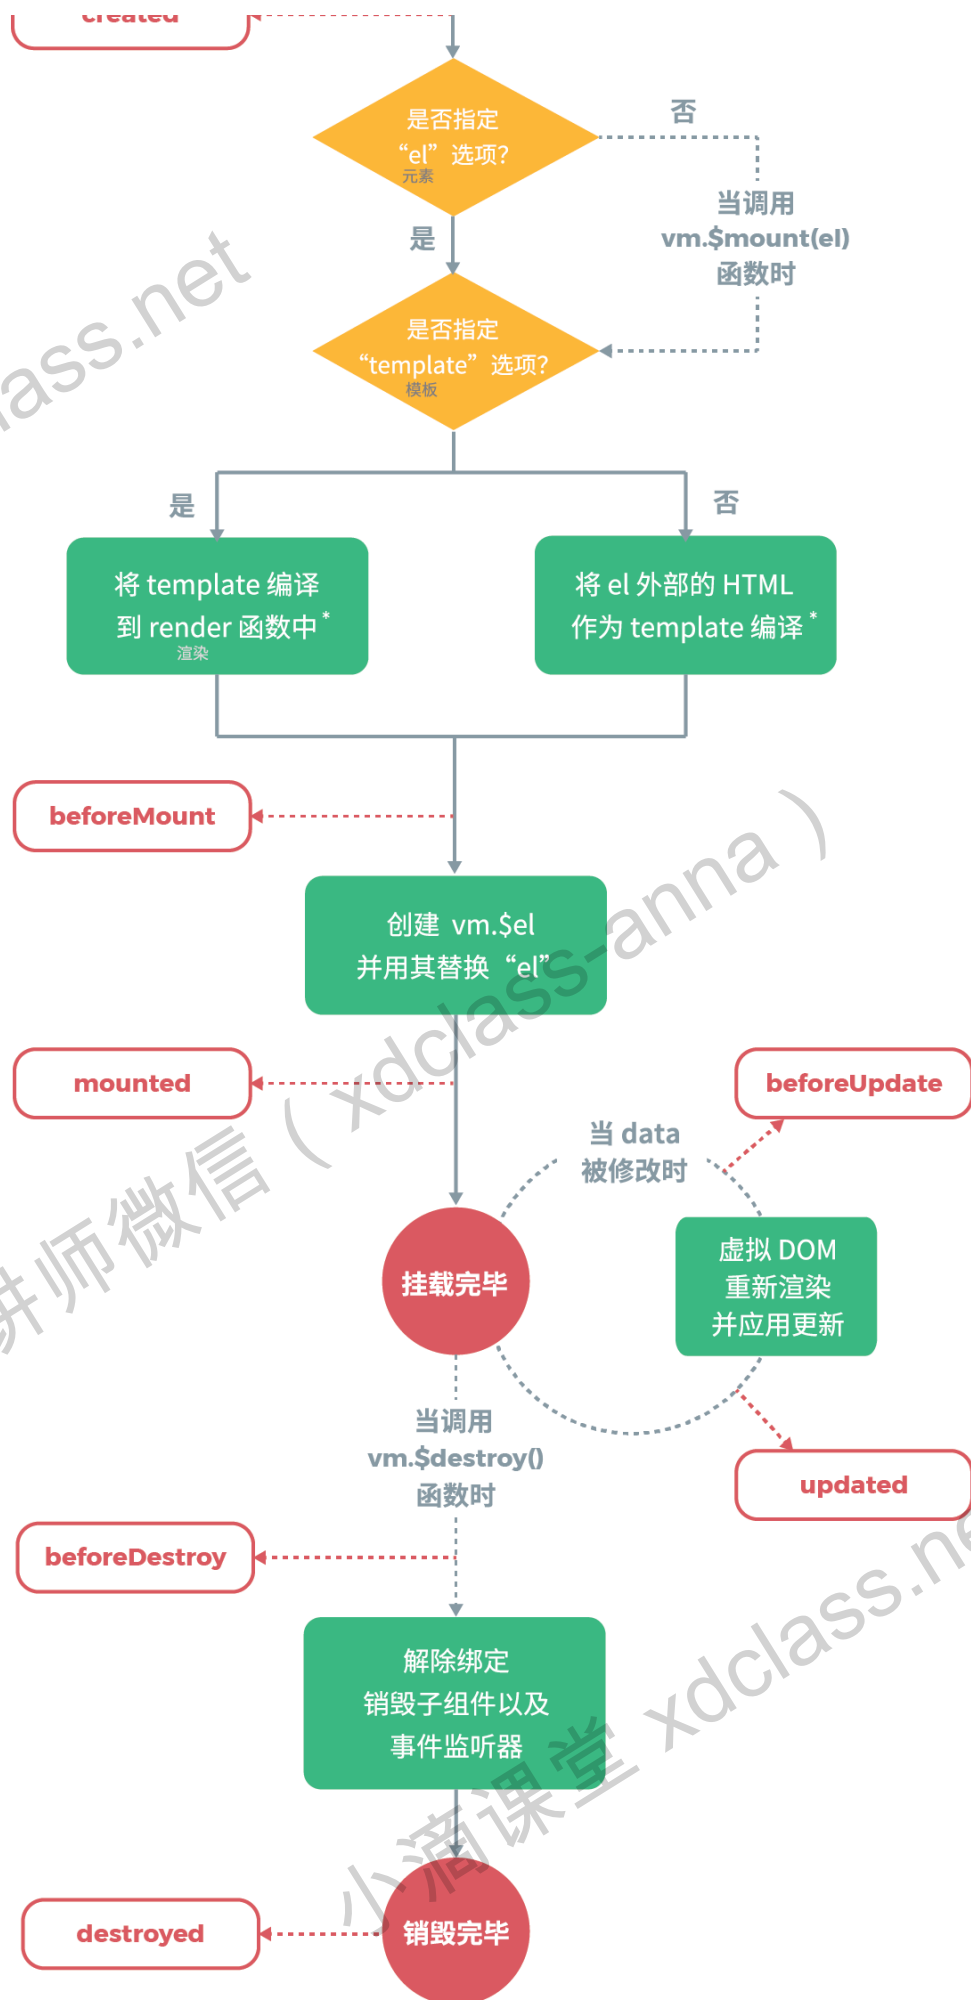 created
是否指定
“el” 选项？
元素
否
当调用
vm.$mount(el)
函数时
是
是否指定
“template” 选项？
模板
是
否
将 template 编译
到 render 函数中*
渲染
将 el 外部的 HTML
作为 template 编译*
beforeMount
创建 vm.$el
并用其替换“el”
mounted
beforeUpdate
当 data
被修改时
挂载完毕
虚拟 DOM
重新渲染
并应用更新
当调用
vm.$destroy()
函数时
updated
beforeDestroy
解除绑定
销毁子组件以及
事件监听器
destroyed
销毁完毕
lass.net
讲师微信（xdclass-anna）
小滴课堂 xdclass.ne